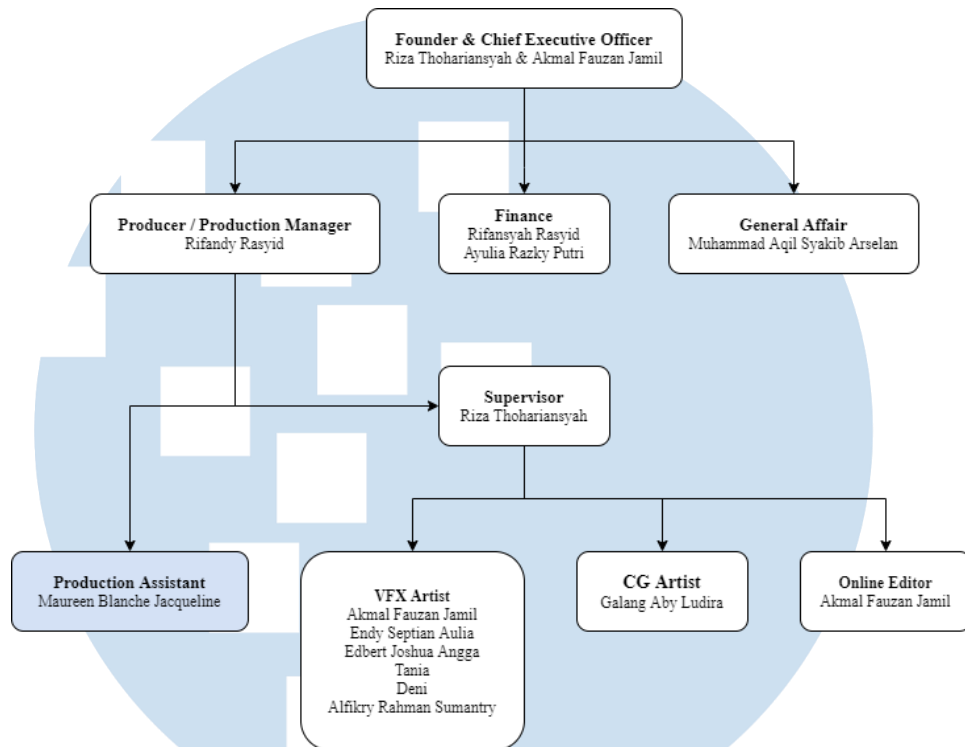 Founder & Chief Executive Officer
Riza Thohariansyah & Akmal Fauzan Jamil
Producer / Production Manager
Rifandy Rasyid
Finance
Rifansyah Rasyid
Ayulia Razky Putri
General Affair
Muhammad Aqil Syakib Arselan
Supervisor
Riza Thohariansyah
Production Assistant
Maureen Blanche Jacqueline
VFX Artist
Akmal Fauzan Jamil
Endy Septian Aulia
Edbert Joshua Angga
Tania
Deni
Alfikry Rahman Sumantry
CG Artist
Galang Aby Ludira
Online Editor
Akmal Fauzan Jamil